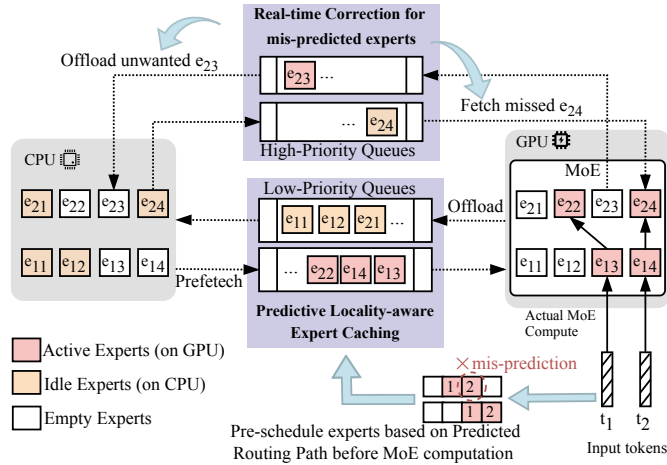 Real-time Correction for
mis-predicted experts
Offload unwanted e23
e23 ...
... e24
Fetch missed e24
High-Priority Queues
CPU
GPU
MoE
Low-Priority Queues
e21 e22 e23 e24
e11 e12 e21 ...
Offload
e21 e22 e23 e24
e11 e12 e13 e14
Prefetech
... e22 e14 e13
e11 e12 e13 e14
Predictive Locality-aware
Expert Caching
Actual MoE
Compute
Active Experts (on GPU)
Idle Experts (on CPU)
Empty Experts
×mis-prediction
1 2
1 2
Pre-schedule experts based on Predicted
Routing Path before MoE computation
t1 t2
Input tokens